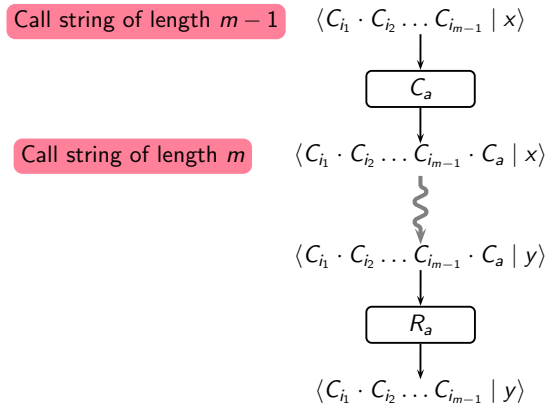 Call string of length m − 1 ⟨C_{i_1} · C_{i_2} … C_{i_{m−1}} | x⟩
C_a
Call string of length m ⟨C_{i_1} · C_{i_2} … C_{i_{m−1}} · C_a | x⟩
⟨C_{i_1} · C_{i_2} … C_{i_{m−1}} · C_a | y⟩
R_a
⟨C_{i_1} · C_{i_2} … C_{i_{m−1}} | y⟩